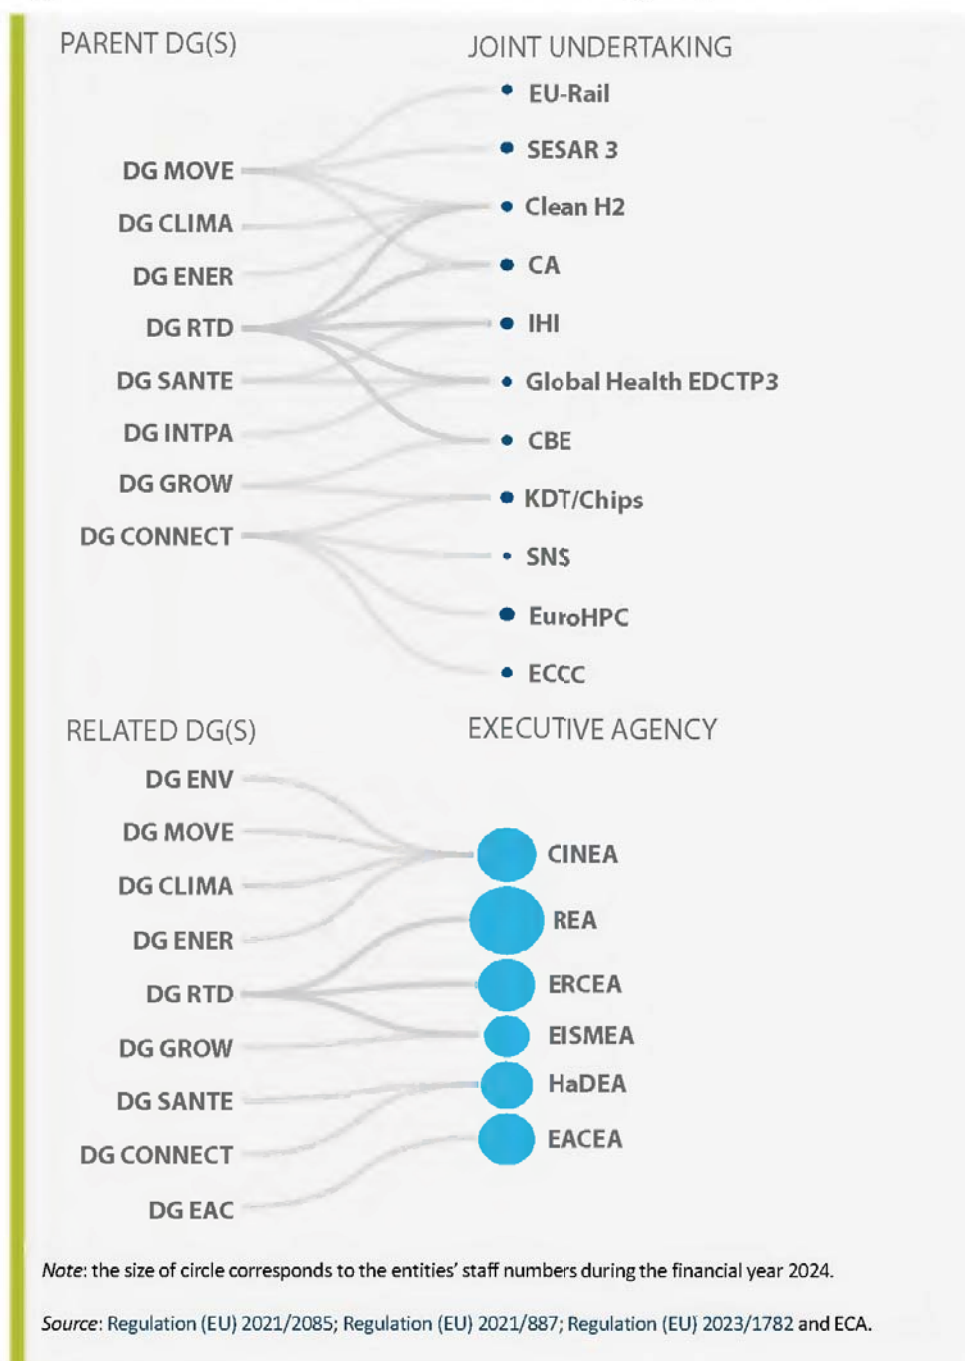 PARENT DG(S)
JOINT UNDERTAKING
EU-Rail
SESAR 3
DG MOVE
Clean H2
DG CLIMA
CA
DG ENER
DG RTD
IHI
DG SANTE
Global Health EDCTP3
DG INTPA
CBE
DG GROW
KDT/Chips
DG CONNECT
SNS
EuroHPC
ECCC
RELATED DG(S)
EXECUTIVE AGENCY
DG ENV
DG MOVE
CINEA
DG CLIMA
REA
DG ENER
ERCEA
DG RTD
EISMEA
DG GROW
HaDEA
DG SANTE
EACEA
DG CONNECT
DG EAC
Note: the size of circle corresponds to the entities' staff numbers during the financial year 2024.
Source: Regulation (EU) 2021/2085; Regulation (EU) 2021/887; Regulation (EU) 2023/1782 and ECA.